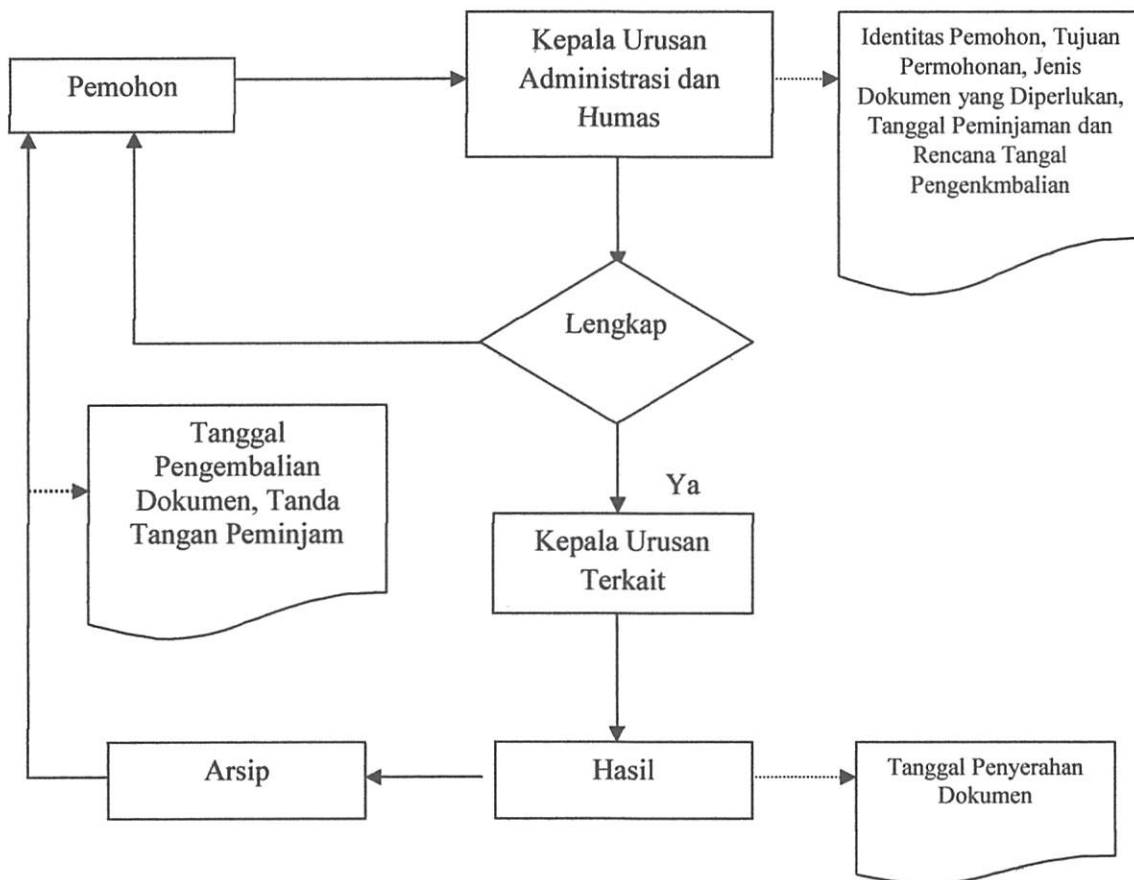 Pemohon
Kepala Urusan
Administrasi dan
Humas
Identitas Pemohon, Tujuan
Permohonan, Jenis
Dokumen yang Diperlukan,
Tanggal Peminjaman dan
Rencana Tangal
Pengenkmbalian
Lengkap
Tanggal
Pengembalian
Dokumen, Tanda
Tangan Peminjam
Ya
Kepala Urusan
Terkait
Arsip
Hasil
Tanggal Penyerahan
Dokumen